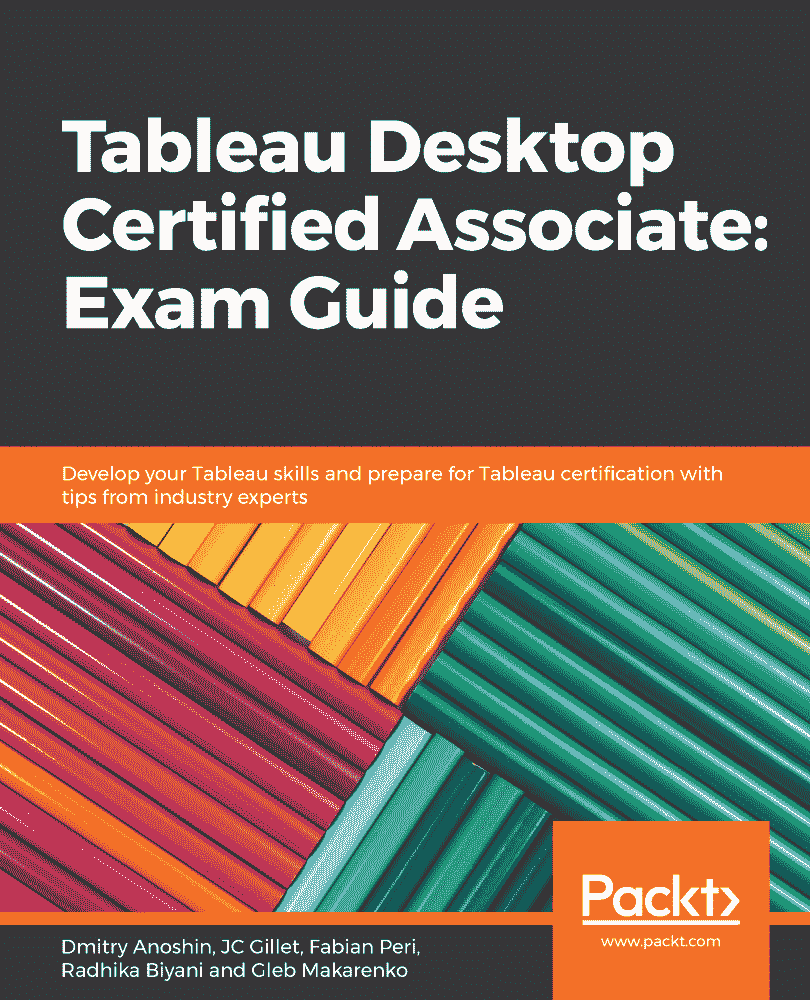 Tableau Desktop
Certified Associate:
Exam Guide
Develop your Tableau skills and prepare for Tableau certification with
tips from industry experts
Packt>
www.packt.com
Dmitry Anoshin, JC Gillet, Fabian Peri,
Radhika Biyani and Gleb Makarenko